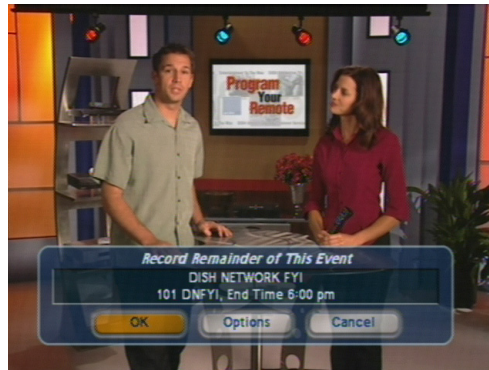 Program
Your
Remote
Record Remainder of This Event
DISH NETWORK FYI
101 DNFYI, End Time 6:00 pm
OK
Options
Cancel